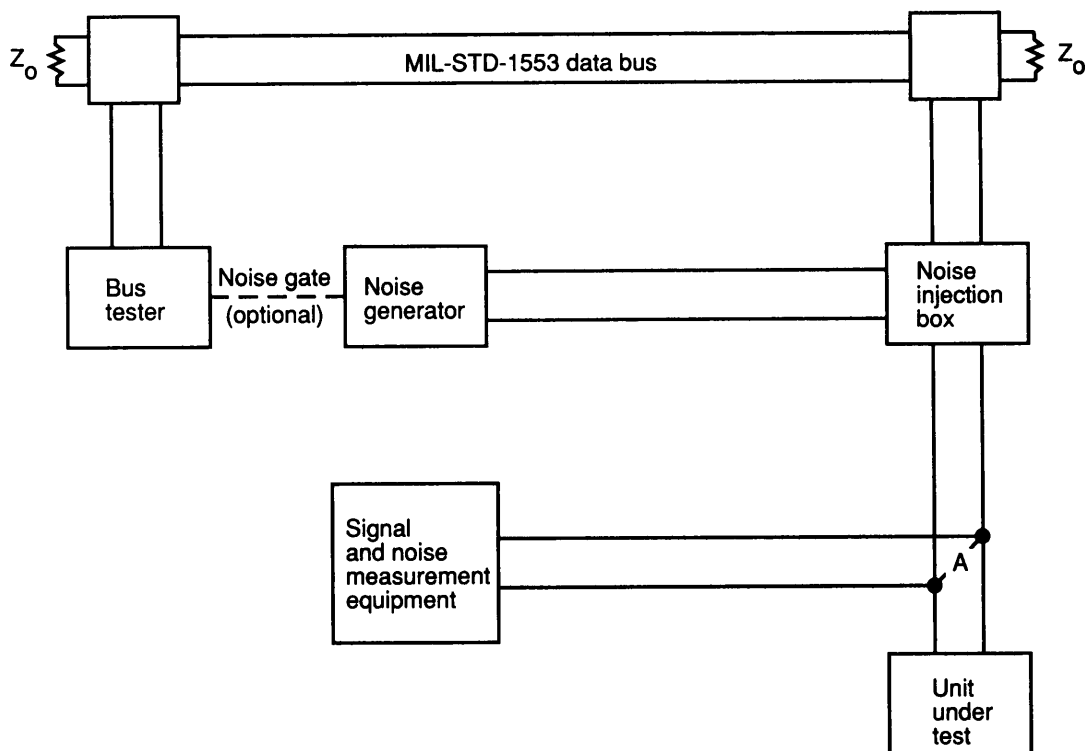 Z₀
MIL-STD-1553 data bus
Z₀
Bus
tester
Noise gate
(optional)
Noise
generator
Noise
injection
box
Signal
and noise
measurement
equipment
A
Unit
under
test